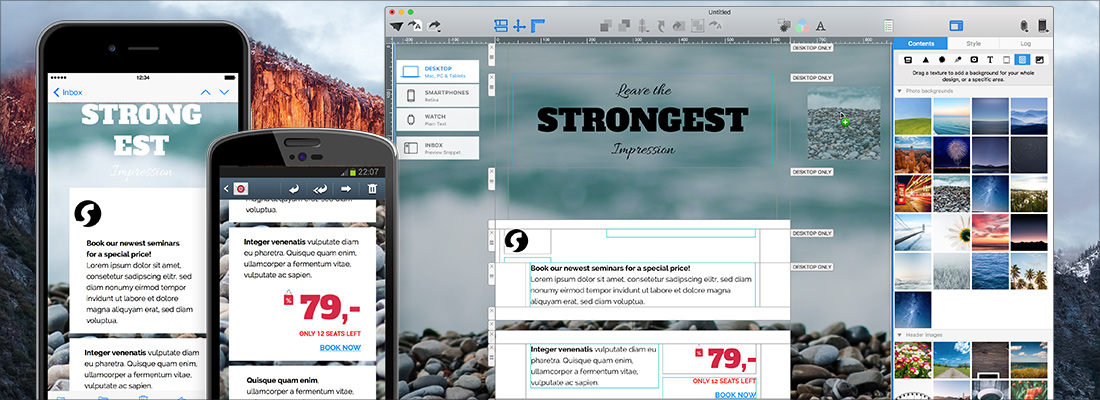 12:34
Inbox
STRONG
EST
Impression
Book our newest seminars
for a special price!
Lorem ipsum dolor sit amet,
consetetur sadipscing elitr, sed
diam nonumy eirmod tempor
invidunt ut labore et dolore
magna aliquyam erat, sed diam
voluptua.
Integer venenatis vulputate diam
eu pharetra. Quisque quam enim,
ullamcorper a fermentum vitae,
22:07
magna aliquyam erat, sed diam
voluptua.
Integer venenatis vulputate diam
eu pharetra. Quisque quam enim,
ullamcorper a fermentum vitae,
vulputate ac sapien.
%
79,-
ONLY 12 SEATS LEFT
BOOK NOW
Quisque quam enim,
ullamcorper a fermentum vitae,
Untitled
DESKTOP
Mac, PC & Tablets
SMARTPHONES
Retina
WATCH
Plain Text
INBOX
Preview Snippet
DESKTOP ONLY
DESKTOP ONLY
Leave the
STRONGEST
Impression
DESKTOP ONLY
DESKTOP ONLY
DESKTOP ONLY
Book our newest seminars for a special price!
Lorem ipsum dolor sit amet, consetetur sadipscing elitr, sed diam
nonumy eirmod tempor invidunt ut labore et dolore magna
aliquyam erat, sed diam voluptua.
Integer venenatis vulputate diam eu
pharetra. Quisque quam enim,
ullamcorper a fermentum vitae,
vulputate ac sapien.
%
79,-
ONLY 12 SEATS LEFT
BOOK NOW
Contents
Style
Log
Drag a texture to add a background for your whole
design, or a specific area.
Photo backgrounds
Header images